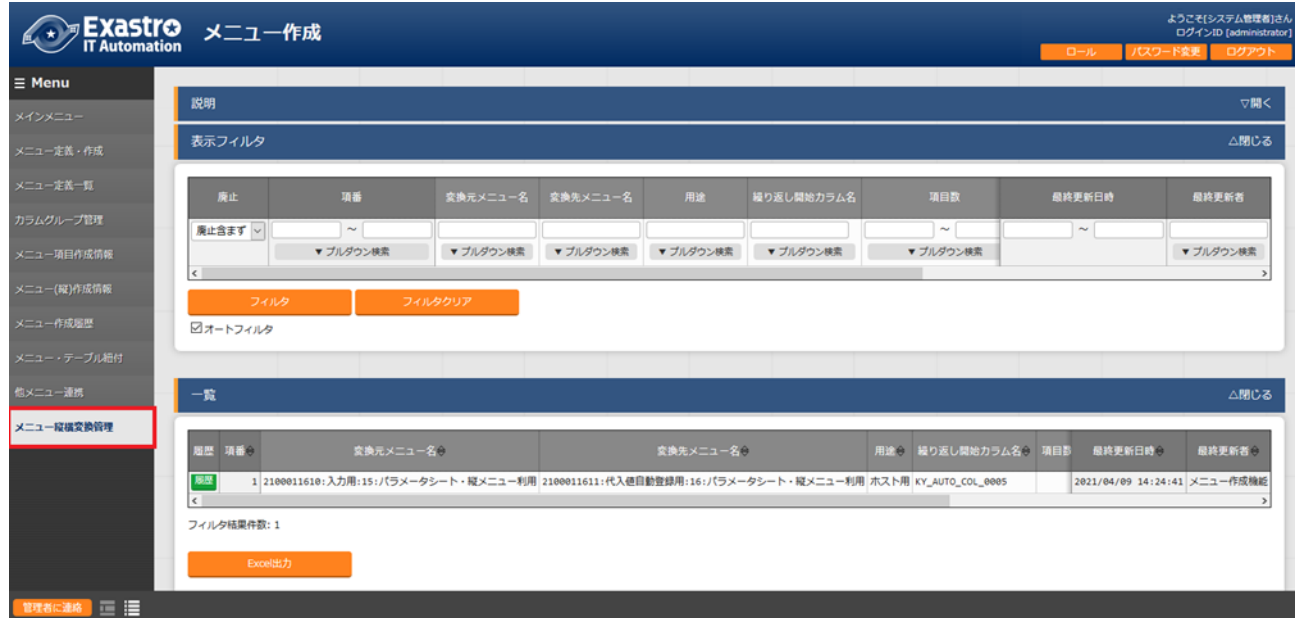 Exastro
IT Automation
メニュー作成
ようこそ[システム管理者]さん
ログインID [administrator]
ロール
パスワード変更
ログアウト
☰ Menu
メインメニュー
メニュー定義・作成
メニュー定義一覧
カラムグループ管理
メニュー項目作成情報
メニュー(縦)作成情報
メニュー作成履歴
メニュー・テーブル紐付
他メニュー連携
メニュー縦横変換管理
説明
▽開く
表示フィルタ
△閉じる
廃止 項番 変換元メニュー名 変換先メニュー名 用途 繰り返し開始カラム名 項目数 最終更新日時 最終更新者
廃止含まず ～ ～ ～
▼プルダウン検索 ▼プルダウン検索 ▼プルダウン検索 ▼プルダウン検索 ▼プルダウン検索 ▼プルダウン検索 ▼プルダウン検索
フィルタ
フィルタクリア
オートフィルタ
一覧
△閉じる
履歴 項番 変換元メニュー名 変換先メニュー名 用途 繰り返し開始カラム名 項目数 最終更新日時 最終更新者
履歴 1 2100011610:入力用:15:パラメータシート・縦メニュー利用 2100011611:代入値自動登録用:16:パラメータシート・縦メニュー利用 ホスト用 KY_AUTO_COL_0005 2021/04/09 14:24:41 メニュー作成機能
フィルタ結果件数: 1
Excel出力
管理者に連絡